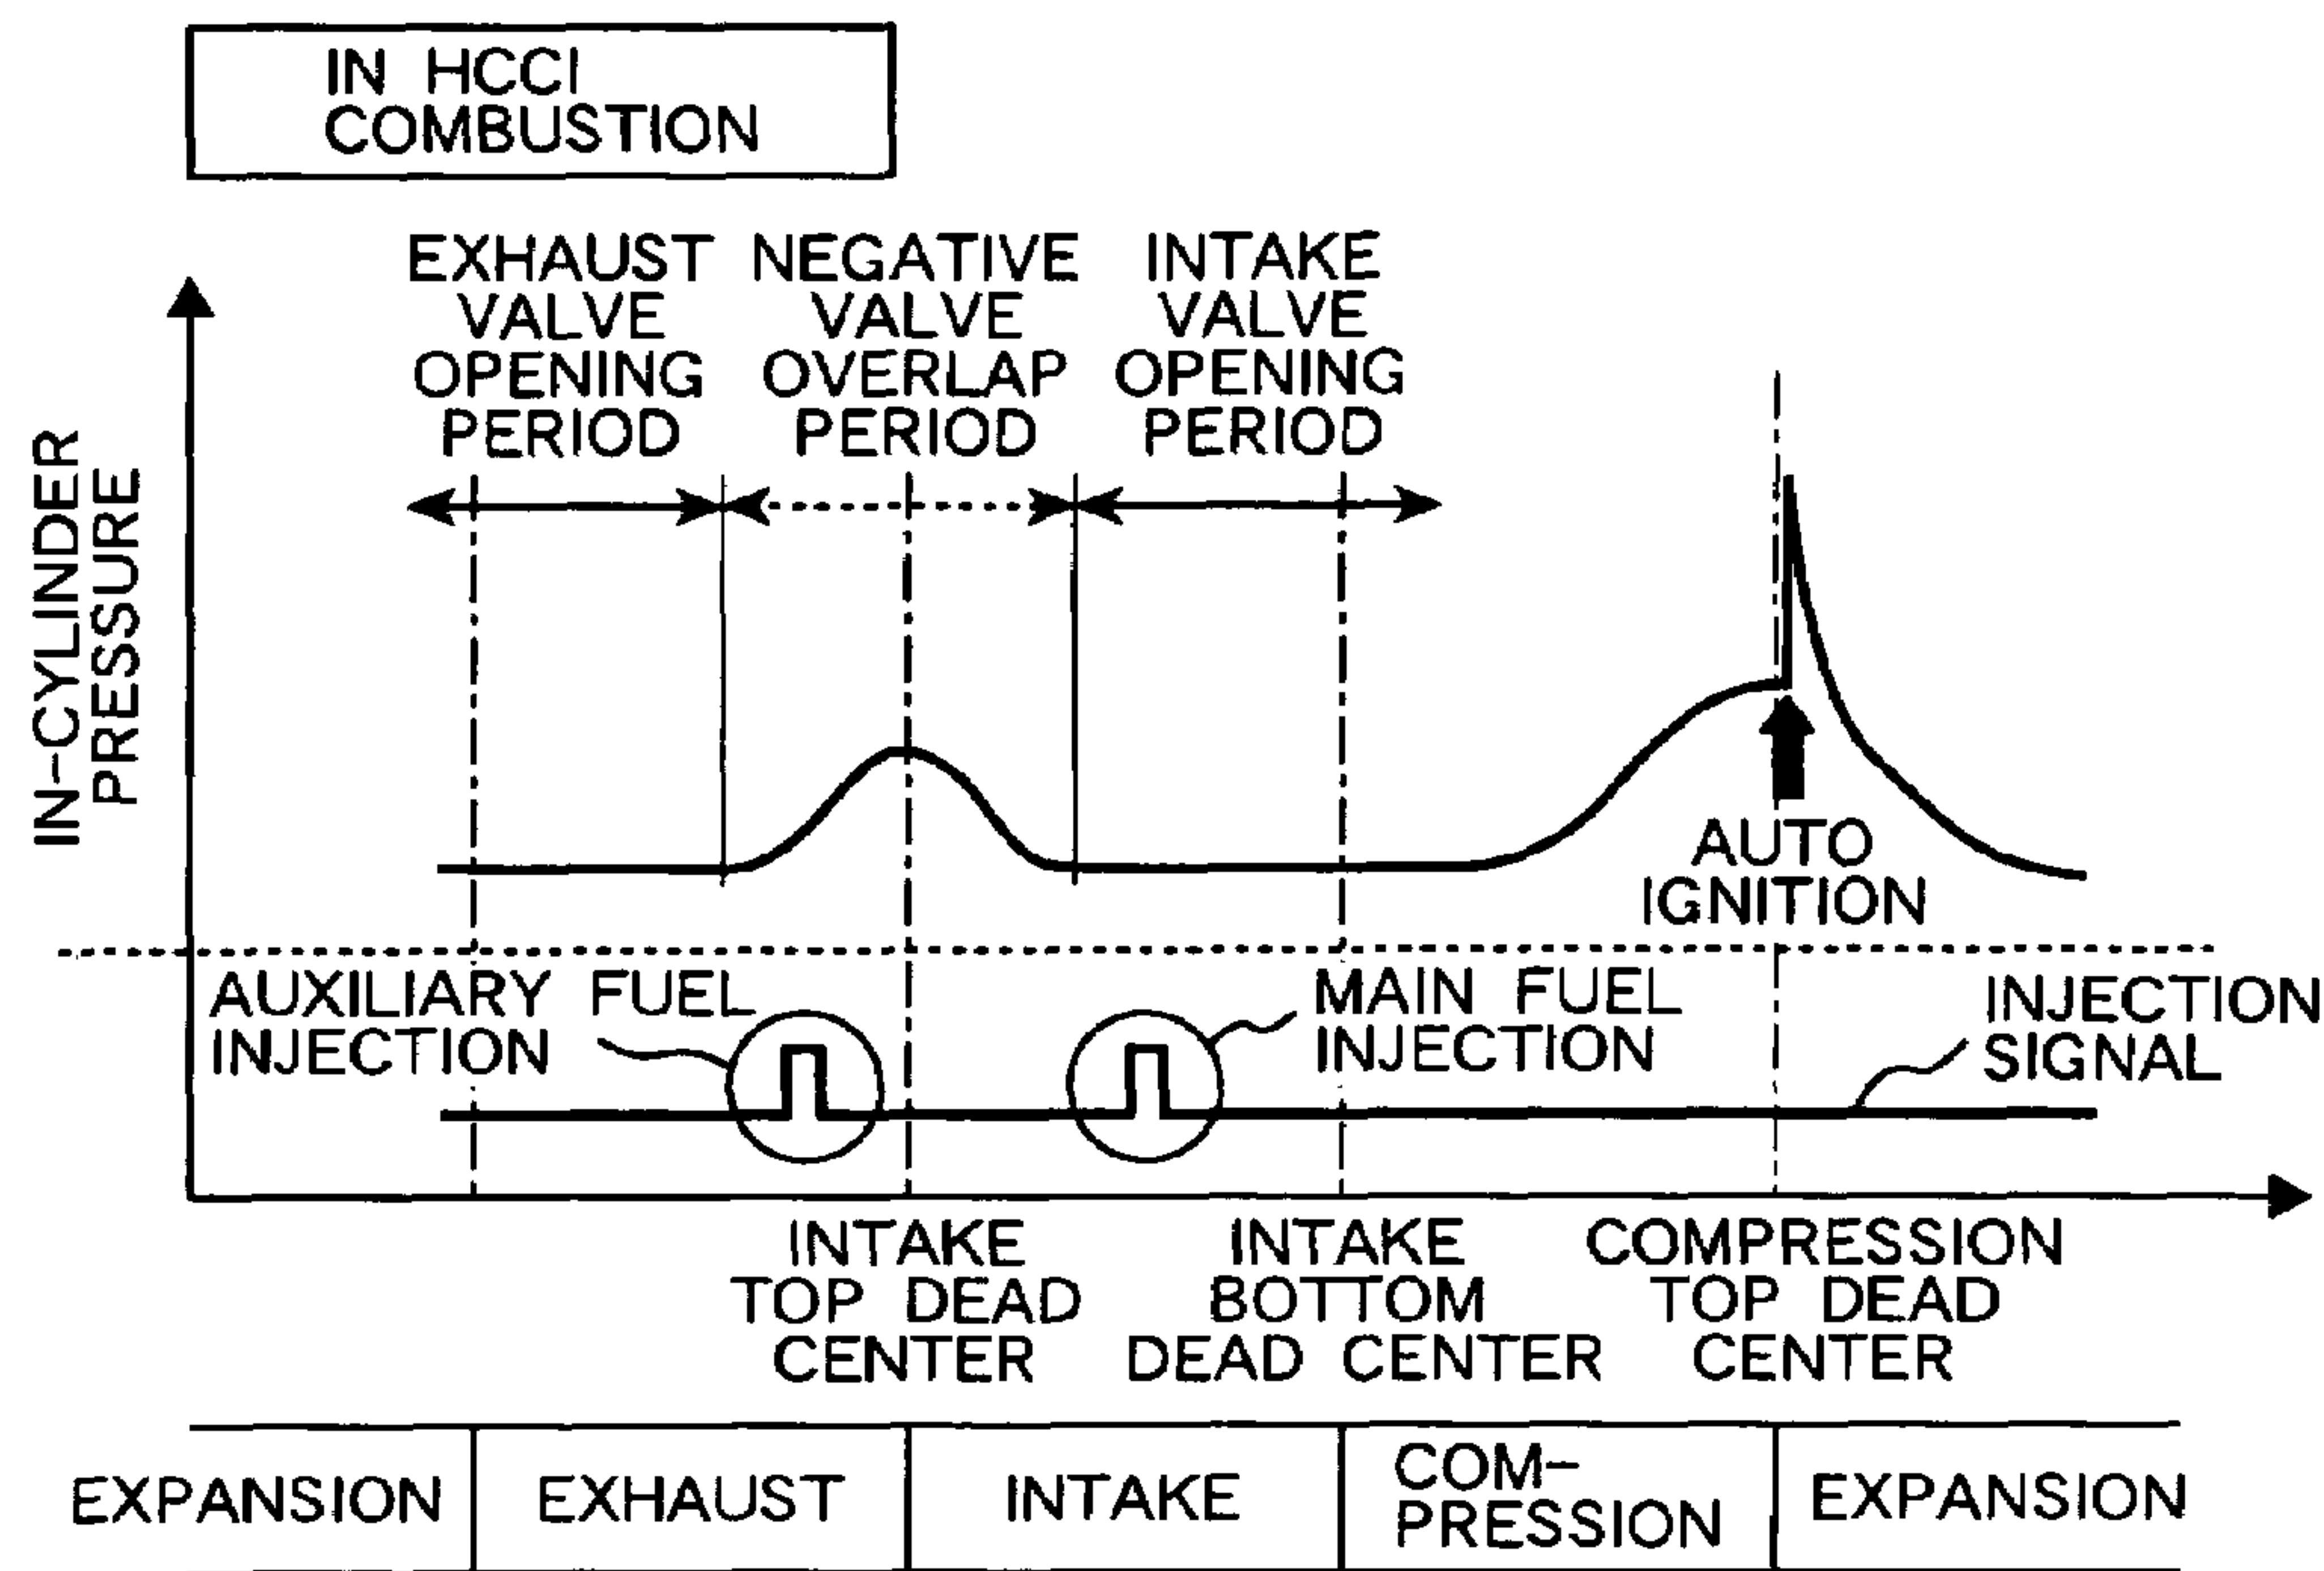 IN HCCI
COMBUSTION
EXHAUST
VALVE
OPENING
PERIOD
NEGATIVE
VALVE
OVERLAP
PERIOD
INTAKE
VALVE
OPENING
PERIOD
IN-CYLINDER
PRESSURE
AUTO
IGNITION
AUXILIARY FUEL
INJECTION
MAIN FUEL
INJECTION
INJECTION
SIGNAL
INTAKE
TOP DEAD
CENTER
INTAKE
BOTTOM
DEAD CENTER
COMPRESSION
TOP DEAD
CENTER
EXPANSION
EXHAUST
INTAKE
COM-
PRESSION
EXPANSION